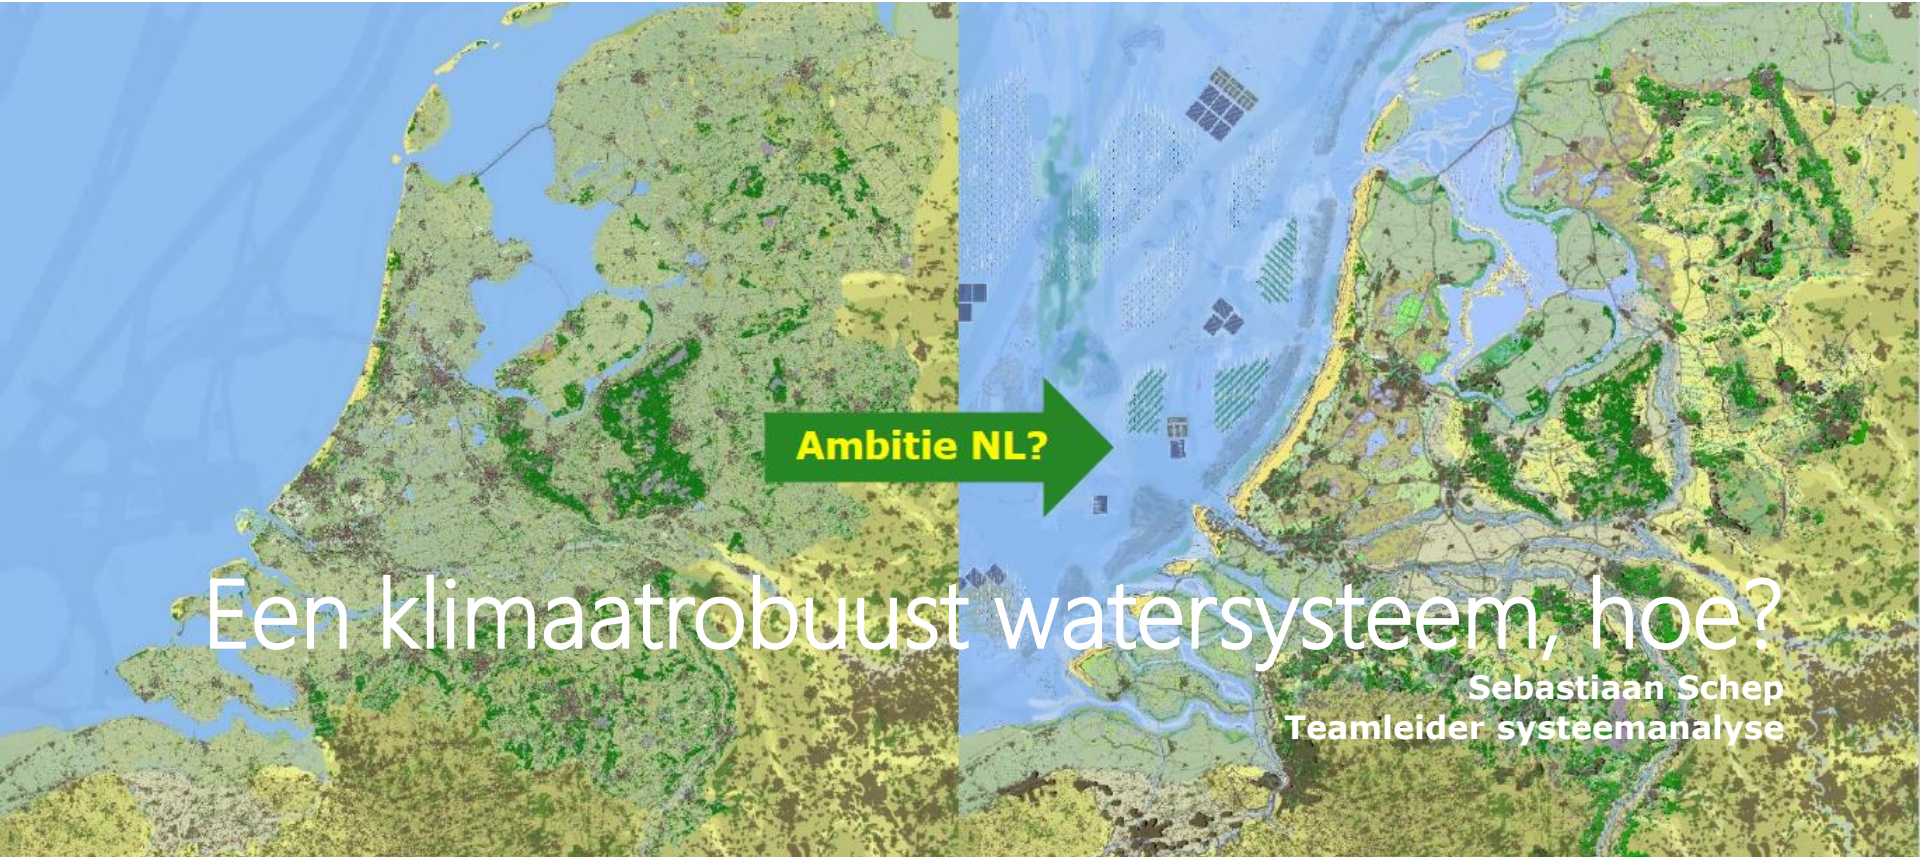 Ambitie NL?
Een klimaatrobuust watersysteem, hoe?
Sebastiaan Schep
Teamleider systeemanalyse